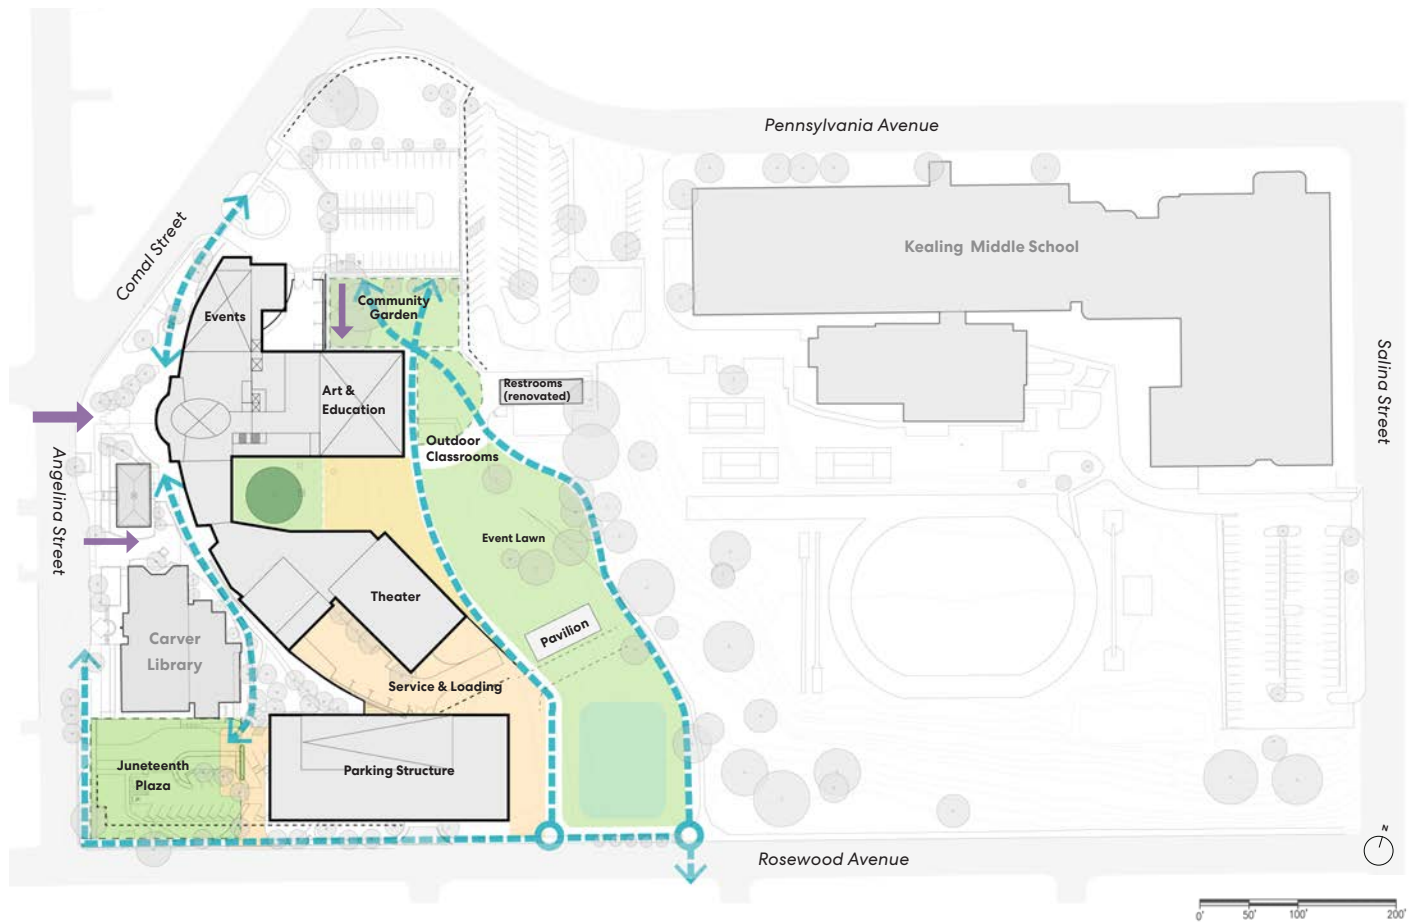 Pennsylvania Avenue
Comal Street
Kealing Middle School
Community
Garden
Events
Salina Street
Restrooms
(renovated)
Art &
Education
Outdoor
Classrooms
Angelina Street
Event Lawn
Theater
Pavilion
Carver
Library
Service & Loading
Juneteenth
Plaza
Parking Structure
N
Rosewood Avenue
0' 50' 100' 200'